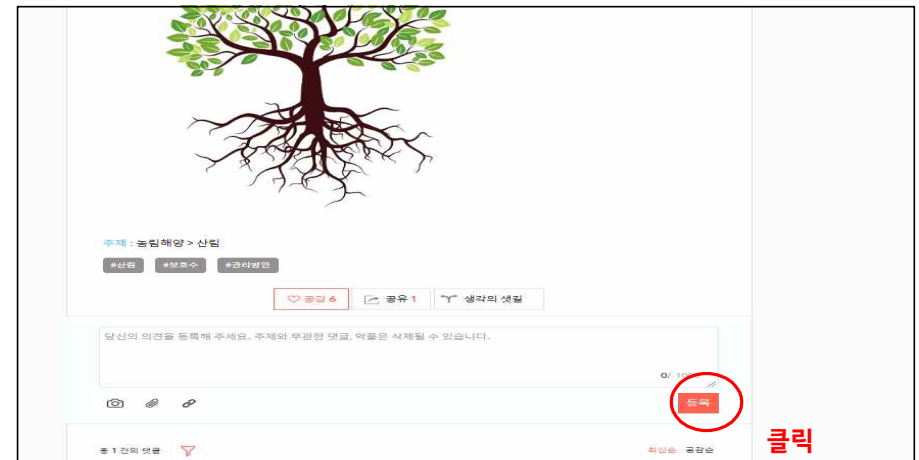 주제 : 농림해양 > 산림
#산림 #보호수 #관리방안
공감 6 공유 1 생각의 샛길
당신의 의견을 등록해 주세요. 주제와 무관한 댓글, 악플은 삭제될 수 있습니다.
0/
등록
총 1 건의 댓글 최신순 공감순
클릭